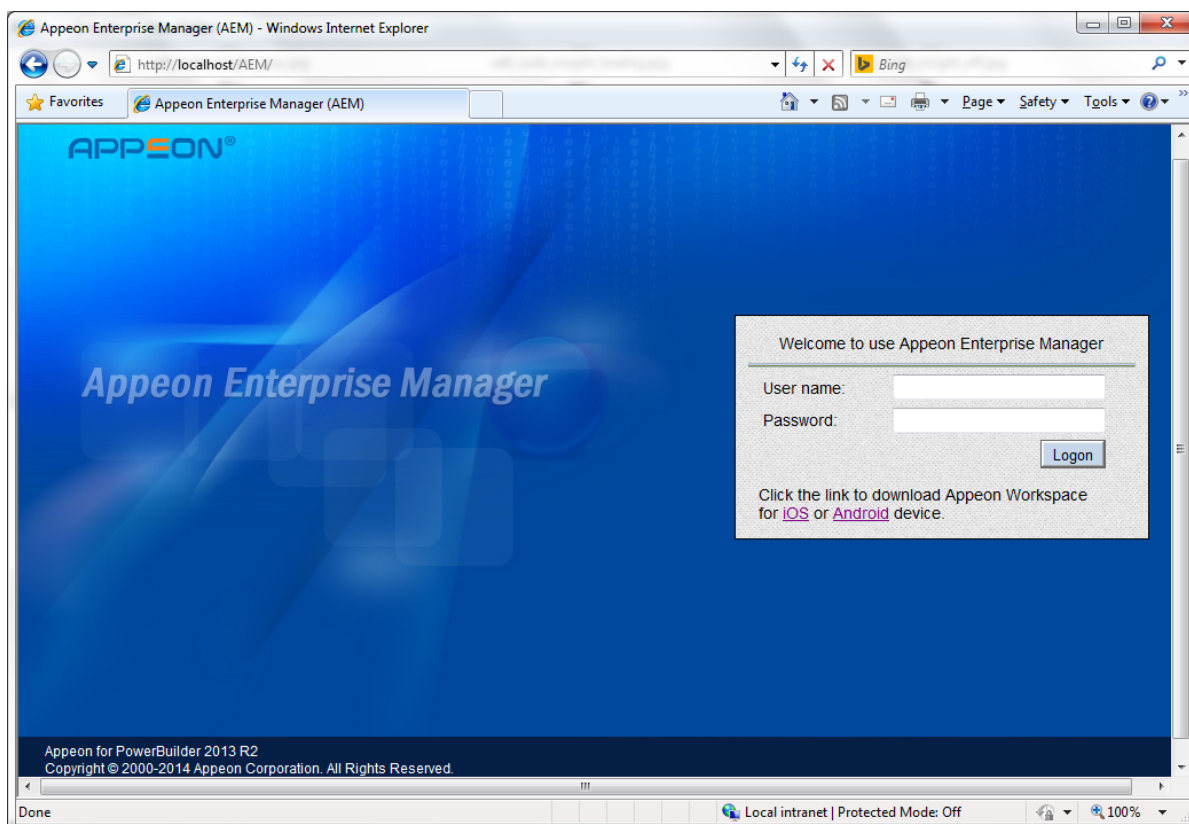 Appeon Enterprise Manager (AEM) - Windows Internet Explorer
http://localhost/AEM/
Bing
Favorites
Appeon Enterprise Manager (AEM)
Page
Safety
Tools
APPEON®
Appeon Enterprise Manager
Welcome to use Appeon Enterprise Manager
User name:
Password:
Logon
Click the link to download Appeon Workspace
for iOS or Android device.
Appeon for PowerBuilder 2013 R2
Copyright © 2000-2014 Appeon Corporation. All Rights Reserved.
Done
Local intranet | Protected Mode: Off
100%